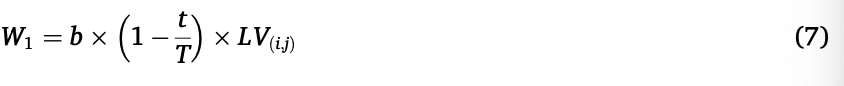 W₁ = b × (1 − t/T) × LV₍ᵢ.ⱼ₎ (7)